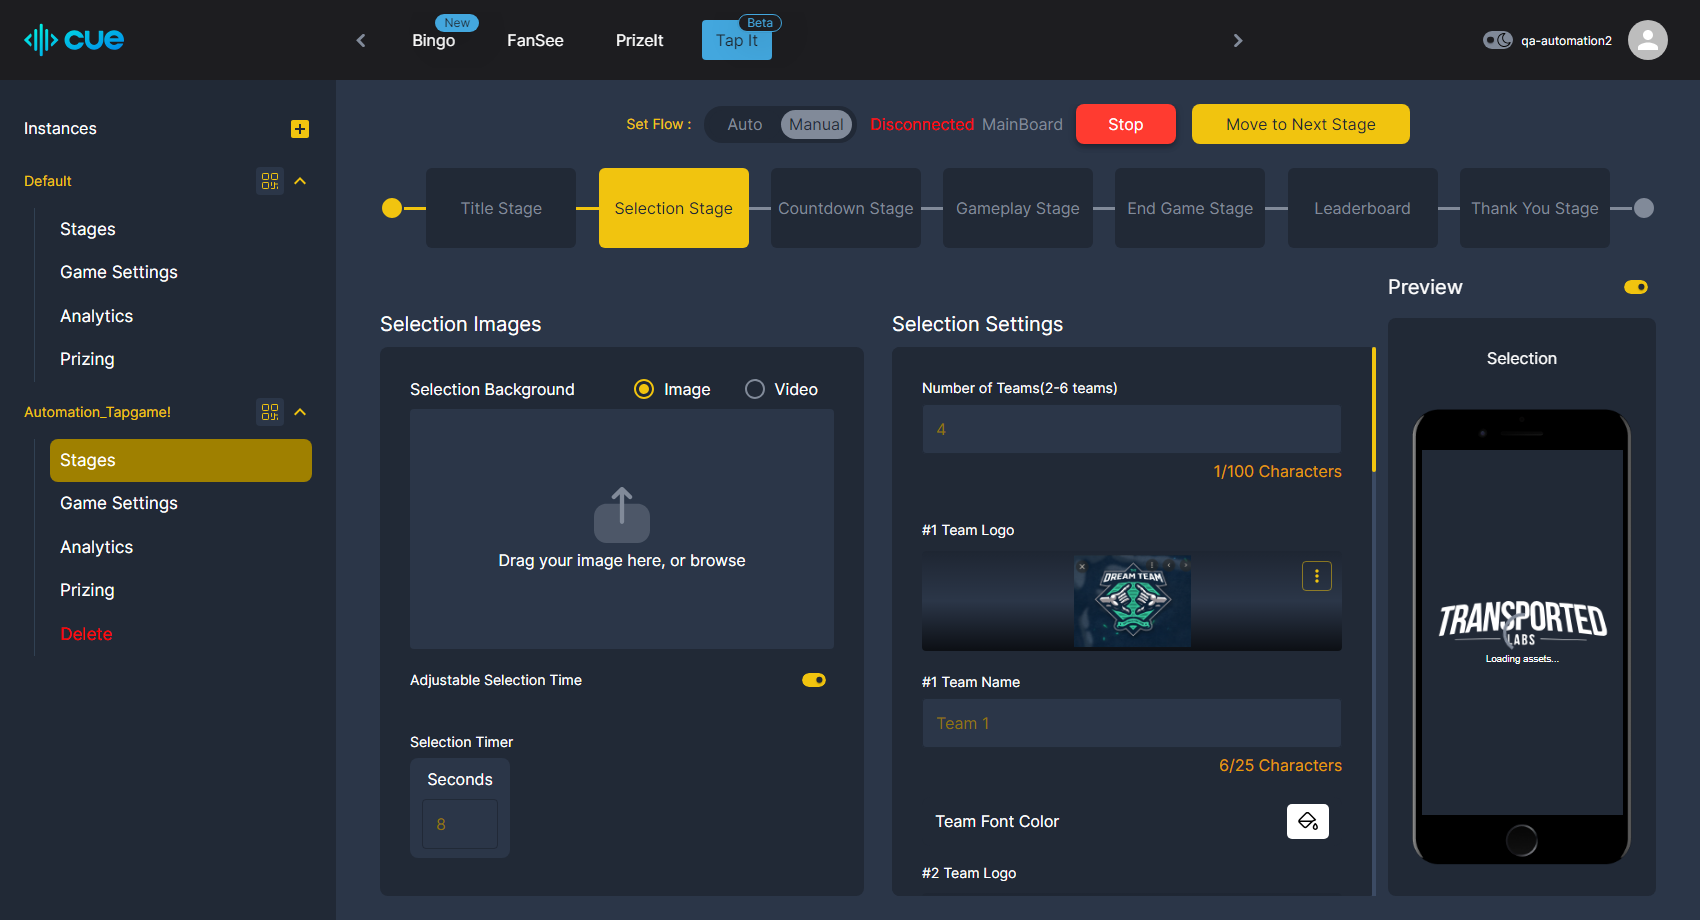 cue
New
Bingo
FanSee
PrizeIt
Beta
Tap It
qa-automation2
Instances
Default
Stages
Game Settings
Analytics
Prizing
Automation_Tapgame!
Stages
Game Settings
Analytics
Prizing
Delete
Set Flow :
Auto
Manual
Disconnected MainBoard
Stop
Move to Next Stage
Title Stage
Selection Stage
Countdown Stage
Gameplay Stage
End Game Stage
Leaderboard
Thank You Stage
Selection Images
Selection Background
Image
Video
Drag your image here, or browse
Adjustable Selection Time
Selection Timer
Seconds
8
Selection Settings
Number of Teams(2-6 teams)
4
1/100 Characters
#1 Team Logo
DREAM TEAM
#1 Team Name
Team 1
6/25 Characters
Team Font Color
#2 Team Logo
Preview
Selection
TRANSPORTED
LABS
Loading assets...